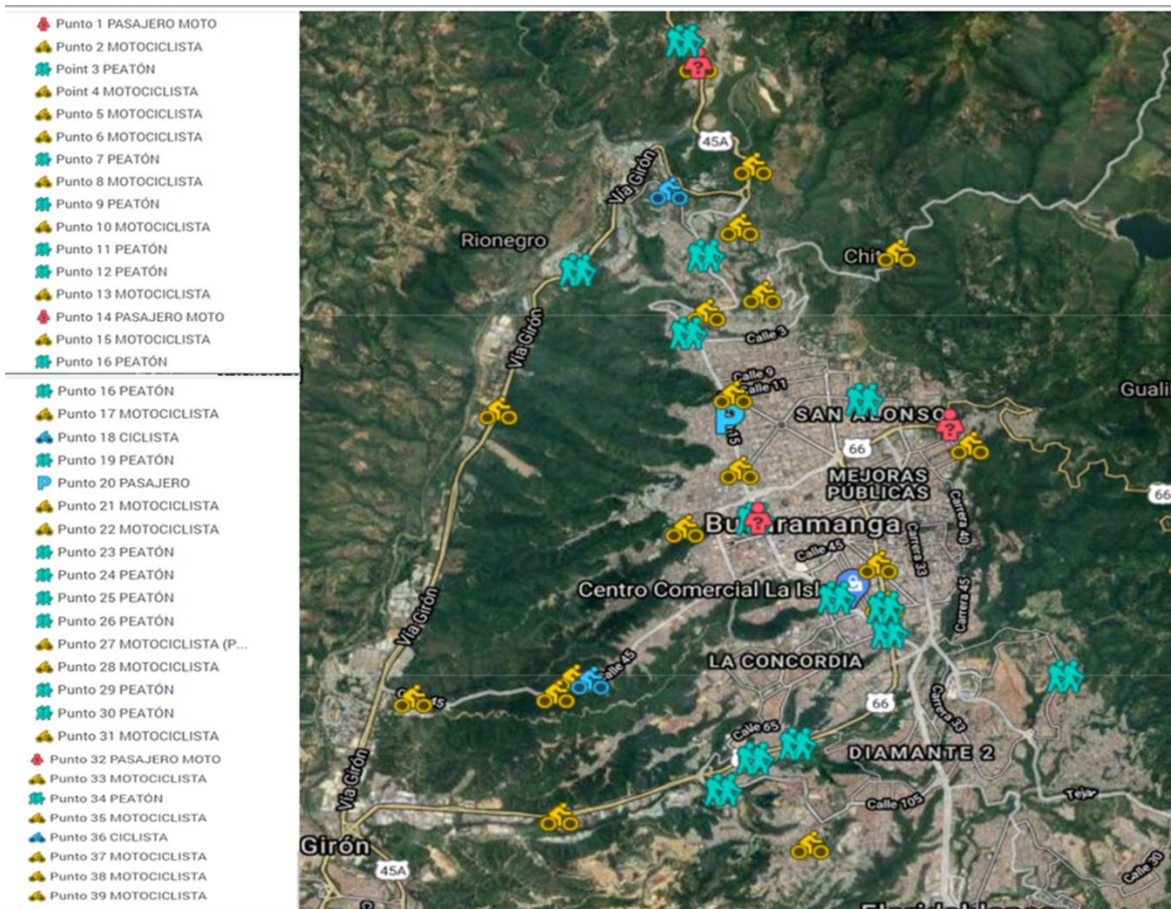 Punto 1 PASAJERO MOTO
Punto 2 MOTOCICLISTA
Point 3 PEATÓN
Point 4 MOTOCICLISTA
Punto 5 MOTOCICLISTA
Punto 6 MOTOCICLISTA
Punto 7 PEATÓN
Punto 8 MOTOCICLISTA
Punto 9 PEATÓN
Punto 10 MOTOCICLISTA
Punto 11 PEATÓN
Punto 12 PEATÓN
Punto 13 MOTOCICLISTA
Punto 14 PASAJERO MOTO
Punto 15 MOTOCICLISTA
Punto 16 PEATÓN
Punto 16 PEATÓN
Punto 17 MOTOCICLISTA
Punto 18 CICLISTA
Punto 19 PEATÓN
P Punto 20 PASAJERO
Punto 21 MOTOCICLISTA
Punto 22 MOTOCICLISTA
Punto 23 PEATÓN
Punto 24 PEATÓN
Punto 25 PEATÓN
Punto 26 PEATÓN
Punto 27 MOTOCICLISTA (P...
Punto 28 MOTOCICLISTA
Punto 29 PEATÓN
Punto 30 PEATÓN
Punto 31 MOTOCICLISTA
Punto 32 PASAJERO MOTO
Punto 33 MOTOCICLISTA
Punto 34 PEATÓN
Punto 35 MOTOCICLISTA
Punto 36 CICLISTA
Punto 37 MOTOCICLISTA
Punto 38 MOTOCICLISTA
Punto 39 MOTOCICLISTA
?
45A
Vía Girón
Rionegro
Chit
Vía Girón
Calle 3
Calle 9
Calle 11
Guali
P
15
SAN ALONSO
?
66
MEJORAS
PÚBLICAS
66
Carrera 40
?
Bu ramanga
Calle 45
Carrera 33
Centro Comercial La Isl
Carrera 45
Vía Girón
LA CONCORDIA
alle 45
45
66
Carrera 33
Calle 65
DIAMANTE 2
Vía Girón
Calle 105
Tejar
Girón
45A
Calle 30